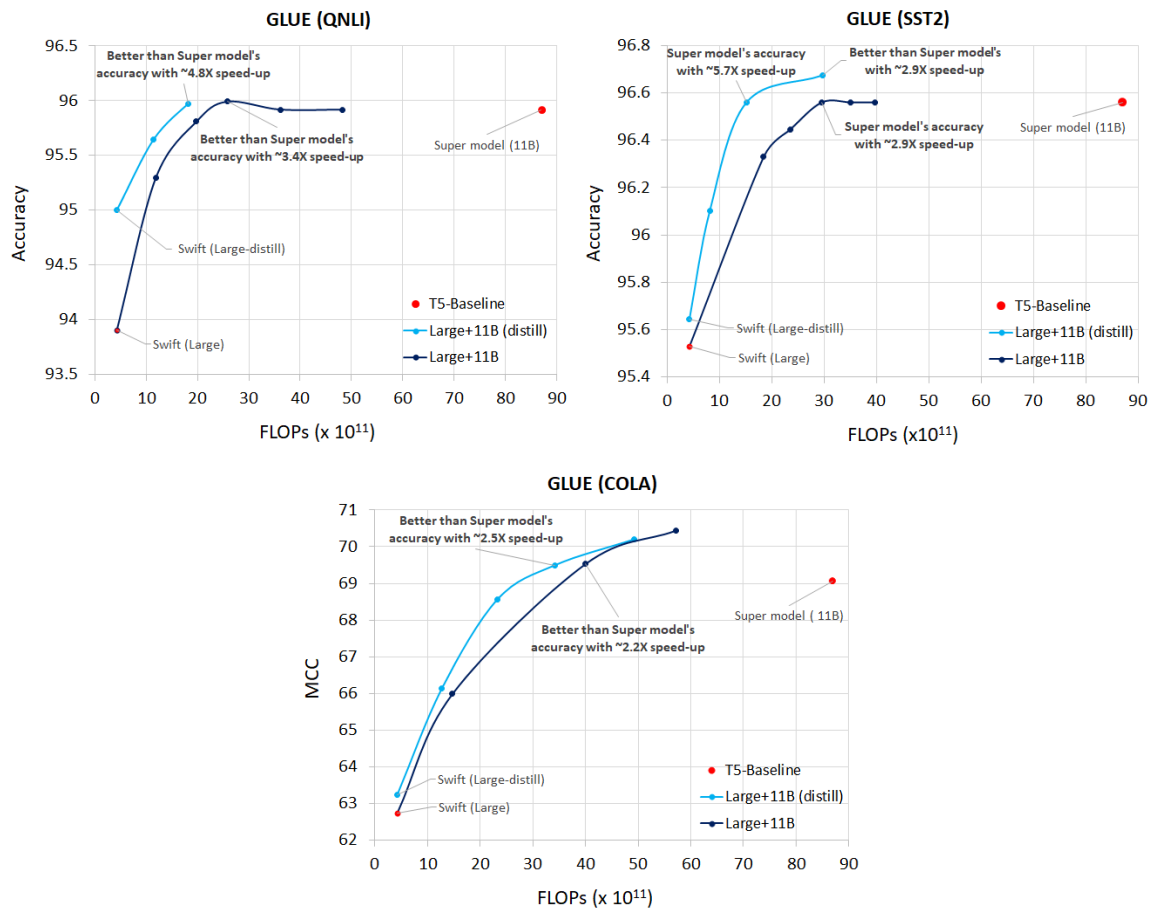 GLUE (QNLI)
96.5
96
95.5
95
94.5
94
93.5
Accuracy
Better than Super model's
accuracy with ~4.8X speed-up
Better than Super model's
accuracy with ~3.4X speed-up
Super model (11B)
Swift (Large-distill)
Swift (Large)
T5-Baseline
Large+11B (distill)
Large+11B
0 10 20 30 40 50 60 70 80 90
FLOPs (x 10¹¹)
GLUE (SST2)
96.8
96.6
96.4
96.2
96
95.8
95.6
95.4
Accuracy
Super model's accuracy
with ~5.7X speed-up
Better than Super model's
with ~2.9X speed-up
Super model's accuracy
with ~2.9X speed-up
Super model (11B)
Swift (Large-distill)
Swift (Large)
T5-Baseline
Large+11B (distill)
Large+11B
0 10 20 30 40 50 60 70 80 90
FLOPs (x10¹¹)
GLUE (COLA)
71
70
69
68
67
66
65
64
63
62
MCC
Better than Super model's
accuracy with ~2.5X speed-up
Better than Super model's
accuracy with ~2.2X speed-up
Super model ( 11B)
Swift (Large-distill)
Swift (Large)
T5-Baseline
Large+11B (distill)
Large+11B
0 10 20 30 40 50 60 70 80 90
FLOPs (x 10¹¹)